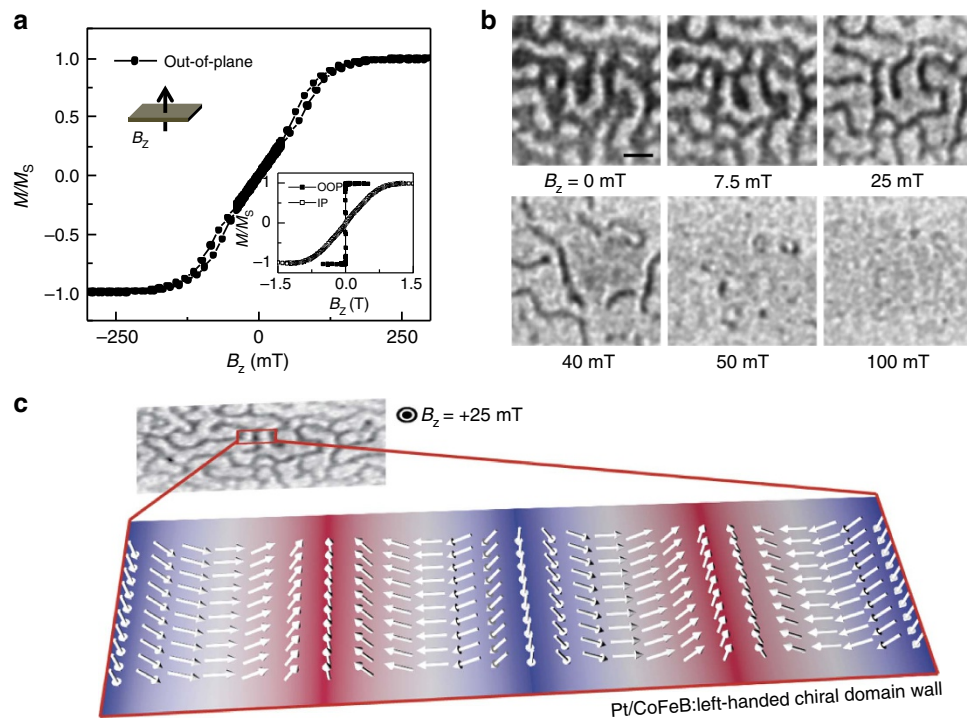 a
1.0
0.5
0.0
−0.5
−1.0
M/MS
Out-of-plane
BZ
−250
0
250
Bz (mT)
1
0
−1
M/MS
OOP
IP
−1.5
0.0
1.5
BZ (T)
b
Bz = 0 mT
7.5 mT
25 mT
40 mT
50 mT
100 mT
c
Bz = +25 mT
Pt/CoFeB:left-handed chiral domain wall